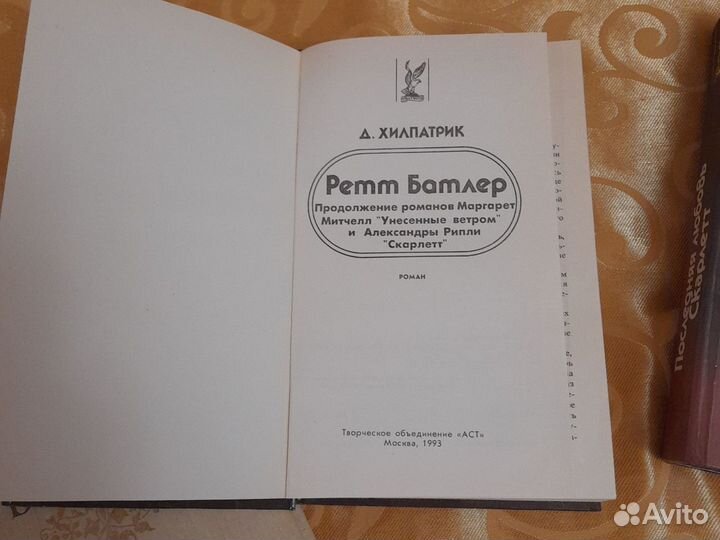 Д. ХИЛПАТРИК
Ретт Батлер
Продолжение романов Маргарет
Митчелл "Унесенные ветром"
и Александры Рипли
"Скарлетт"
РОМАН
Творческое объединение «АСТ»
Москва, 1993
Последняя любовь
Скарлетт
Avito